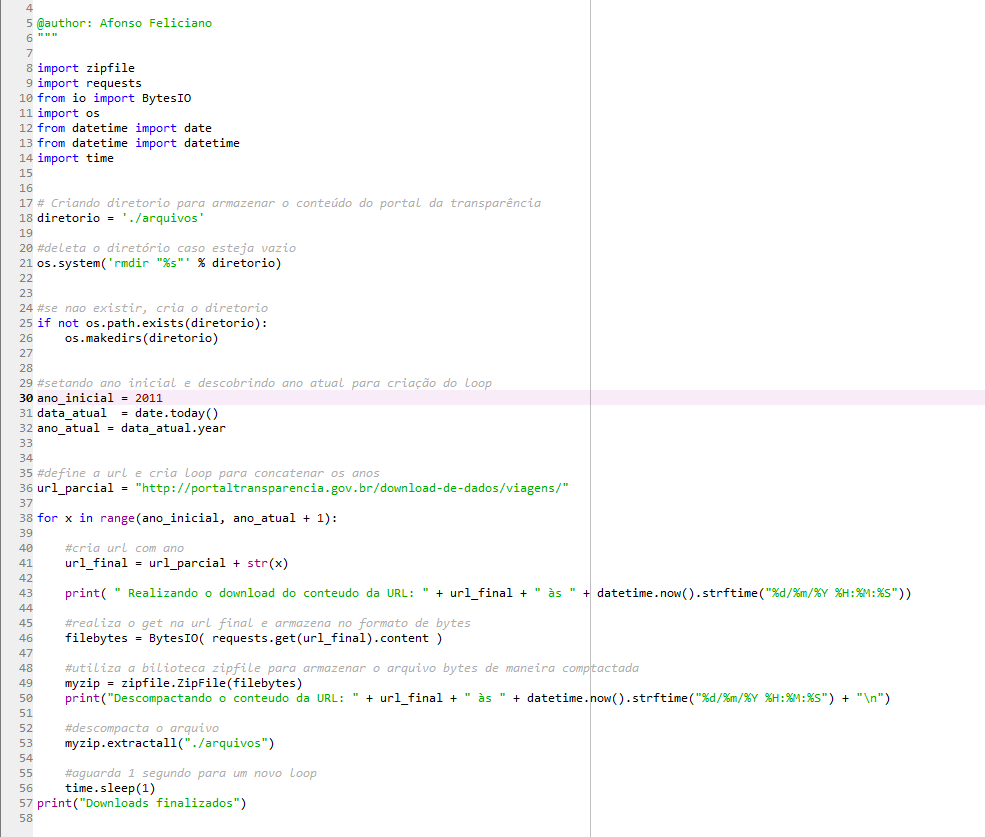 4
5 @author: Afonso Feliciano
6 """
7
8 import zipfile
9 import requests
10 from io import BytesIO
11 import os
12 from datetime import date
13 from datetime import datetime
14 import time
15
16
17 # Criando diretorio para armazenar o conteúdo do portal da transparência
18 diretorio = './arquivos'
19
20 #deleta o diretório caso esteja vazio
21 os.system('rmdir "%s"' % diretorio)
22
23
24 #se nao existir, cria o diretorio
25 if not os.path.exists(diretorio):
26     os.makedirs(diretorio)
27
28
29 #setando ano inicial e descobrindo ano atual para criação do loop
30 ano_inicial = 2011
31 data_atual  = date.today()
32 ano_atual = data_atual.year
33
34
35 #define a url e cria loop para concatenar os anos
36 url_parcial = "http://portaltransparencia.gov.br/download-de-dados/viagens/"
37
38 for x in range(ano_inicial, ano_atual + 1):
39
40     #cria url com ano
41     url_final = url_parcial + str(x)
42
43     print( " Realizando o download do conteudo da URL: " + url_final + " às " + datetime.now().strftime("%d/%m/%Y %H:%M:%S"))
44
45     #realiza o get na url final e armazena no formato de bytes
46     filebytes = BytesIO( requests.get(url_final).content )
47
48     #utiliza a bilioteca zipfile para armazenar o arquivo bytes de maneira comptactada
49     myzip = zipfile.ZipFile(filebytes)
50     print("Descompactando o conteudo da URL: " + url_final + " às " + datetime.now().strftime("%d/%m/%Y %H:%M:%S") + "\n")
51
52     #descompacta o arquivo
53     myzip.extractall("./arquivos")
54
55     #aguarda 1 segundo para um novo loop
56     time.sleep(1)
57 print("Downloads finalizados")
58